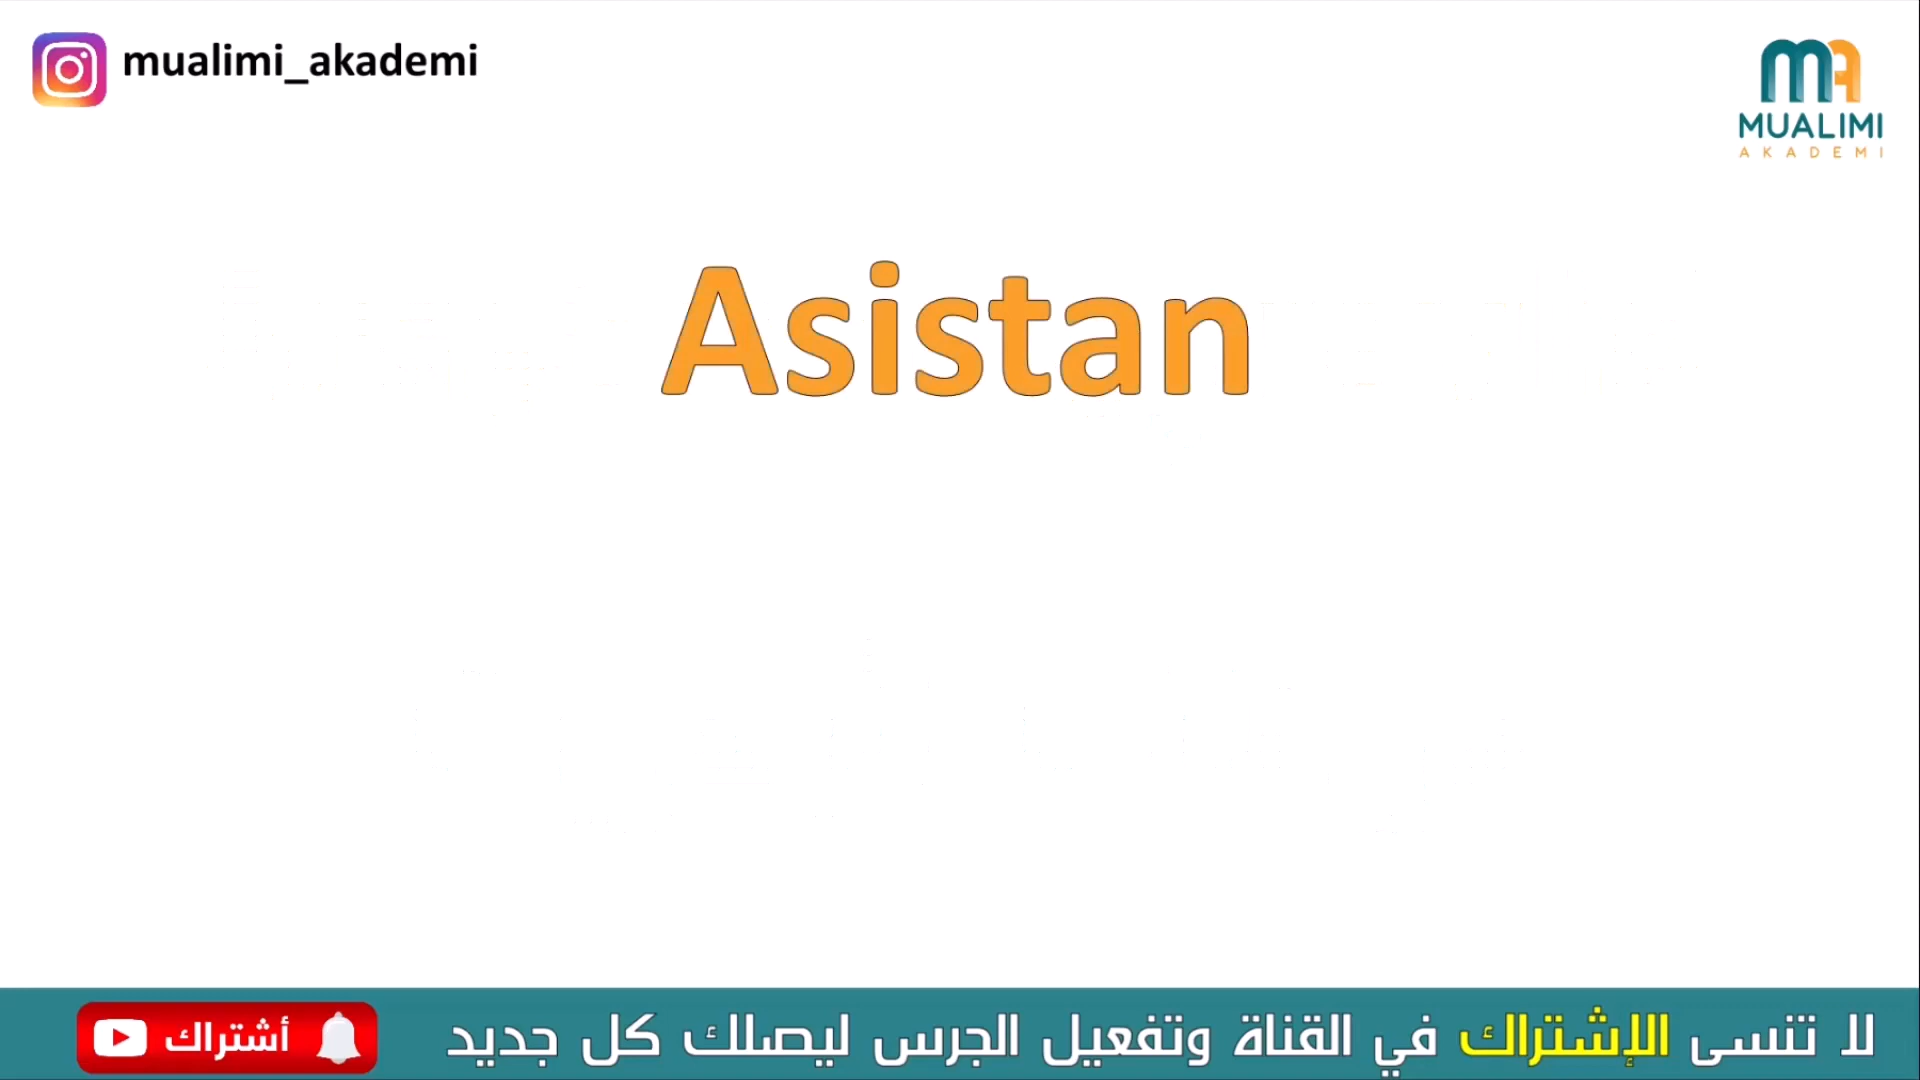 mualimi_akademi
MUALIMI
AKADEMI
Asistan
لا تنسى الإشتراك في القناة وتفعيل الجرس ليصلك كل جديد
أشتراك